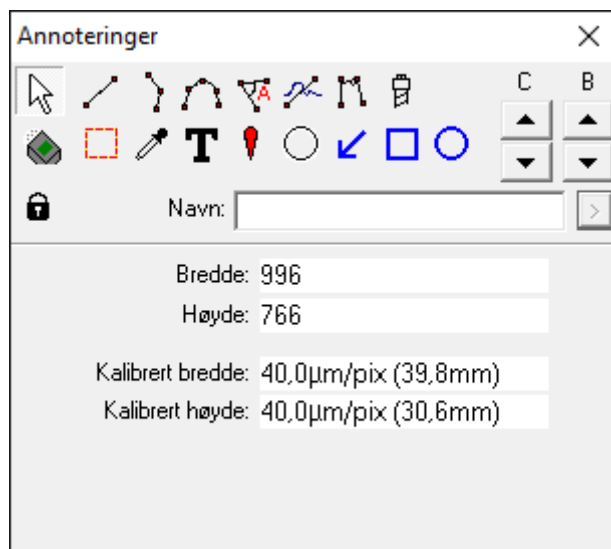 Annoteringer
C B
A
T
Navn:
Bredde: 996
Høyde: 766
Kalibrert bredde: 40,0µm/pix (39,8mm)
Kalibrert høyde: 40,0µm/pix (30,6mm)